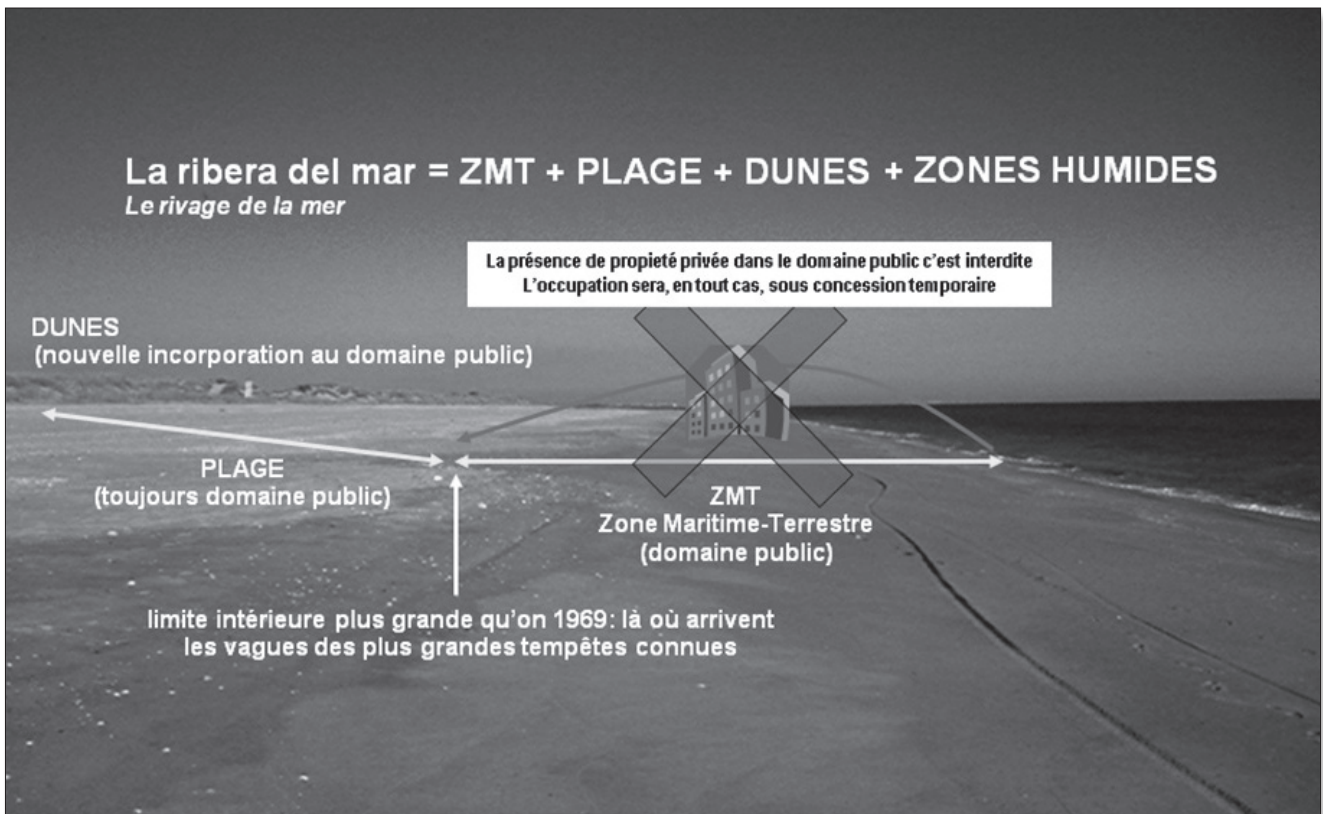 La ribera del mar = ZMT + PLAGE + DUNES + ZONES HUMIDES
Le rivage de la mer
La présence de propieté privée dans le domaine public c'est interdite
L'occupation sera, en tout cas, sous concession temporaire
DUNES
(nouvelle incorporation au domaine public)
PLAGE
(toujours domaine public)
ZMT
Zone Maritime-Terrestre
(domaine public)
limite intérieure plus grande qu'on 1969: là où arrivent
les vagues des plus grandes tempêtes connues